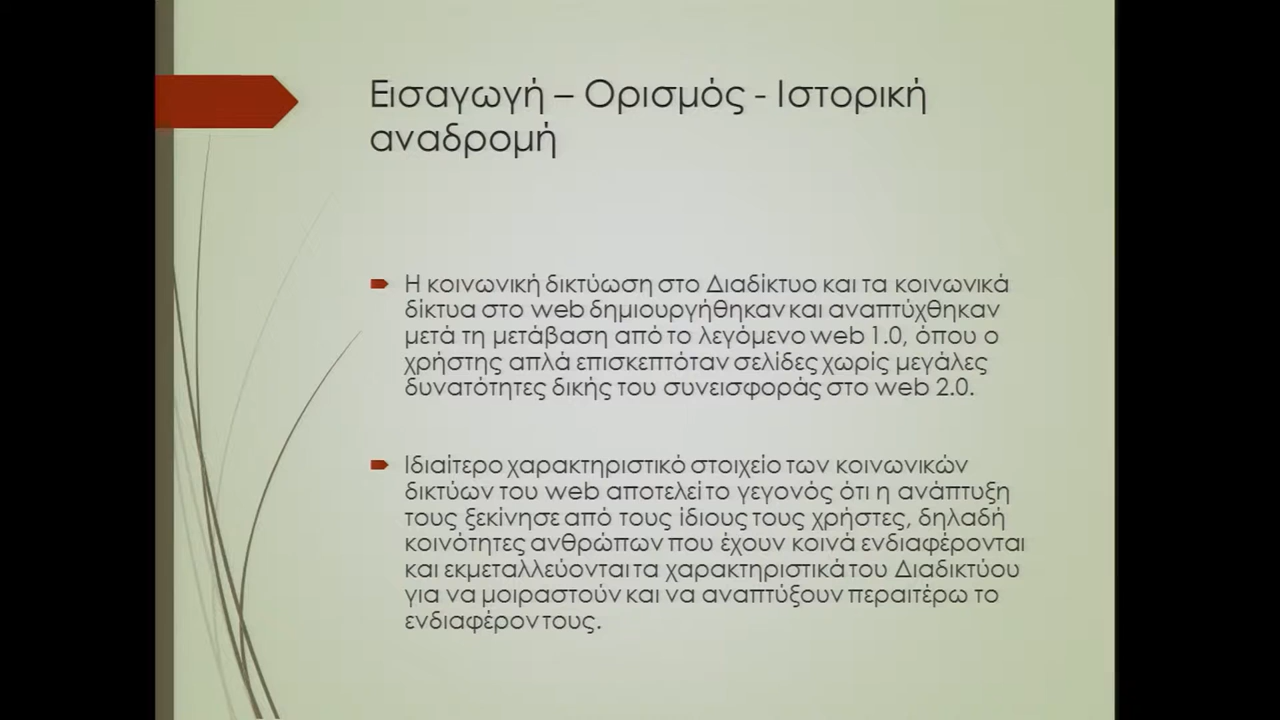 Εισαγωγή – Ορισμός - Ιστορική
αναδρομή
Η κοινωνική δικτύωση στο Διαδίκτυο και τα κοινωνικά
δίκτυα στο web δημιουργήθηκαν και αναπτύχθηκαν
μετά τη μετάβαση από το λεγόμενο web 1.0, όπου ο
χρήστης απλά επισκεπτόταν σελίδες χωρίς μεγάλες
δυνατότητες δικής του συνεισφοράς στο web 2.0.
Ιδιαίτερο χαρακτηριστικό στοιχείο των κοινωνικών
δικτύων του web αποτελεί το γεγονός ότι η ανάπτυξη
τους ξεκίνησε από τους ίδιους τους χρήστες, δηλαδή
κοινότητες ανθρώπων που έχουν κοινά ενδιαφέρονται
και εκμεταλλεύονται τα χαρακτηριστικά του Διαδικτύου
για να μοιραστούν και να αναπτύξουν περαιτέρω το
ενδιαφέρον τους.